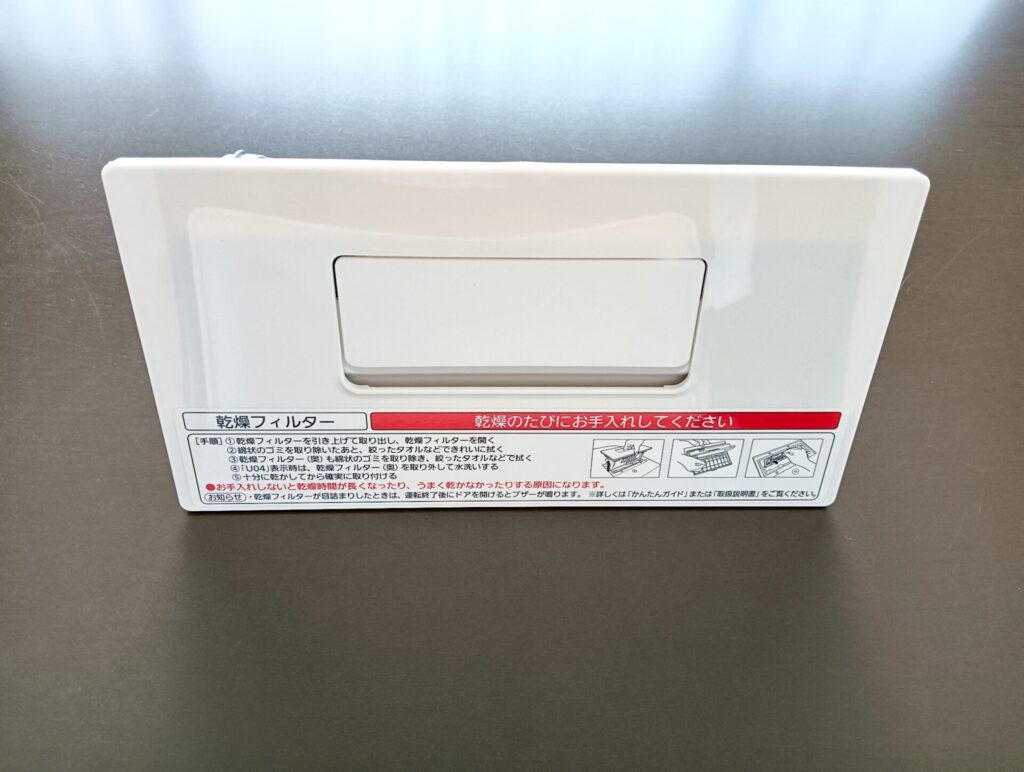 乾燥フィルター
乾燥のたびにお手入れしてください
[手順] ①乾燥フィルターを引き上げて取り出し、乾燥フィルターを開く
②綿状のゴミを取り除いたあと、絞ったタオルなどできれいに拭く
③乾燥フィルター(奥)も綿状のゴミを取り除き、絞ったタオルなどで拭く
④「U04」表示時は、乾燥フィルター(奥)を取り外して水洗いする
⑤十分に乾かしてから確実に取り付ける
●お手入れしないと乾燥時間が長くなったり、うまく乾かなかったりする原因になります。
お知らせ ・乾燥フィルターが目詰まりしたときは、運転終了後にドアを開けるとブザーが鳴ります。 ※詳しくは「かんたんガイド」または「取扱説明書」をご覧ください。